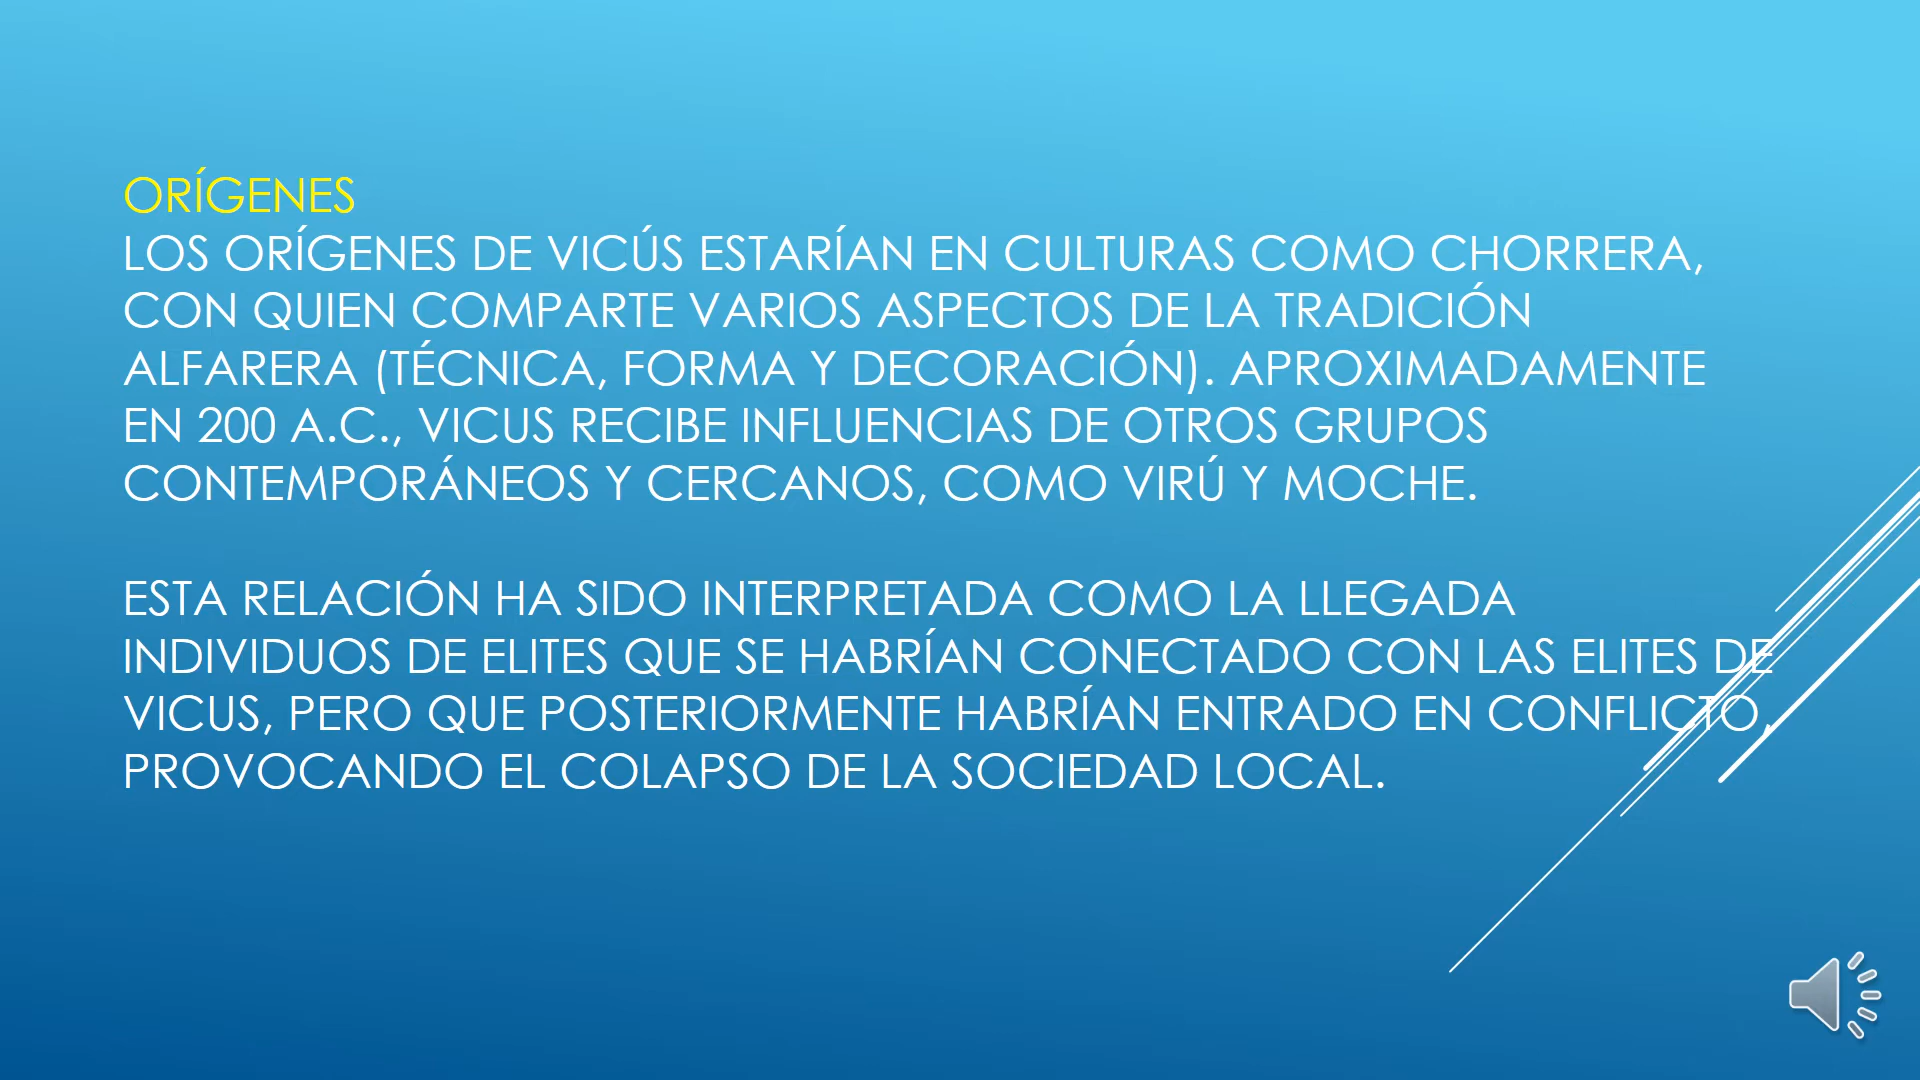 ORÍGENES
LOS ORÍGENES DE VICÚS ESTARÍAN EN CULTURAS COMO CHORRERA,
CON QUIEN COMPARTE VARIOS ASPECTOS DE LA TRADICIÓN
ALFARERA (TÉCNICA, FORMA Y DECORACIÓN). APROXIMADAMENTE
EN 200 A.C., VICUS RECIBE INFLUENCIAS DE OTROS GRUPOS
CONTEMPORÁNEOS Y CERCANOS, COMO VIRÚ Y MOCHE.
ESTA RELACIÓN HA SIDO INTERPRETADA COMO LA LLEGADA
INDIVIDUOS DE ELITES QUE SE HABRÍAN CONECTADO CON LAS ELITES DE
VICUS, PERO QUE POSTERIORMENTE HABRÍAN ENTRADO EN CONFLICTO,
PROVOCANDO EL COLAPSO DE LA SOCIEDAD LOCAL.